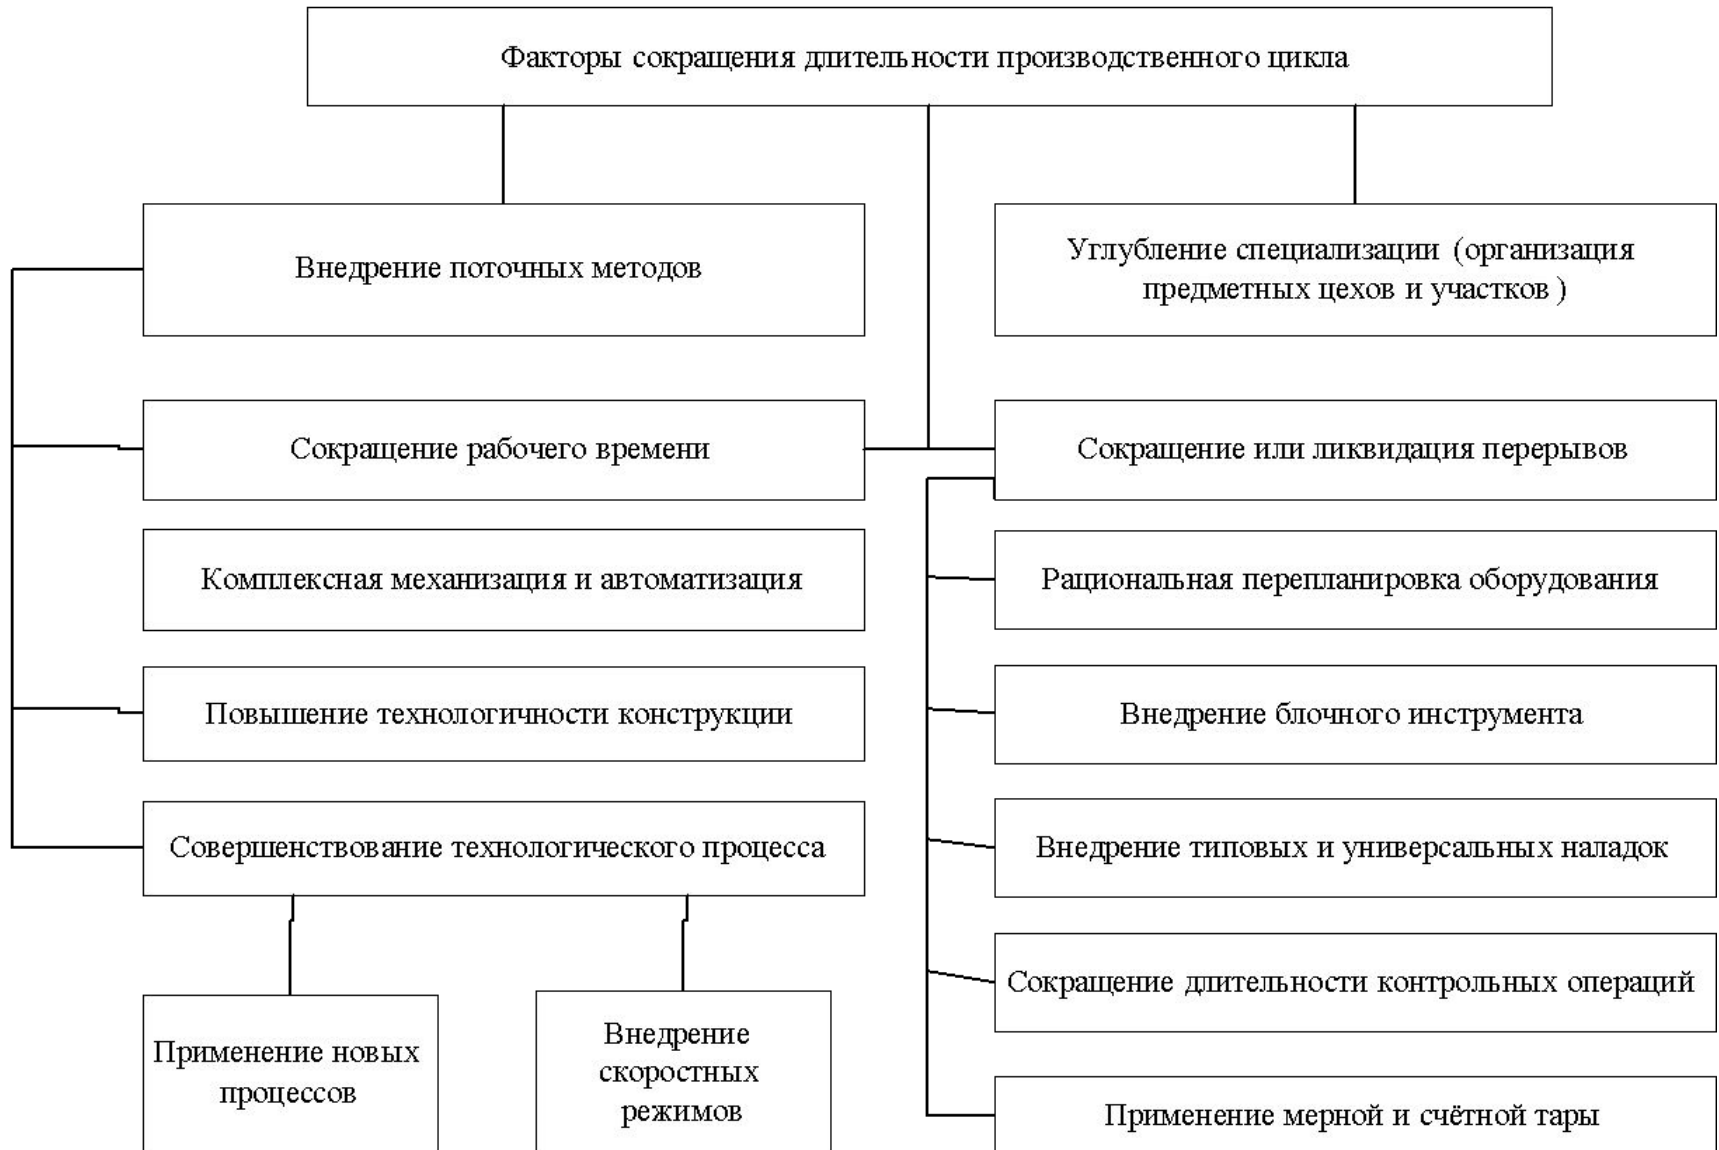 Факторы сокращения длительности производственного цикла
Внедрение поточных методов
Углубление специализации (организация
предметных цехов и участков )
Сокращение рабочего времени
Сокращение или ликвидация перерывов
Комплексная механизация и автоматизация
Рациональная перепланировка оборудования
Повышение технологичности конструкции
Внедрение блочного инструмента
Совершенствование технологического процесса
Внедрение типовых и универсальных наладок
Сокращение длительности контрольных операций
Применение новых
процессов
Внедрение
скоростных
режимов
Применение мерной и счётной тары